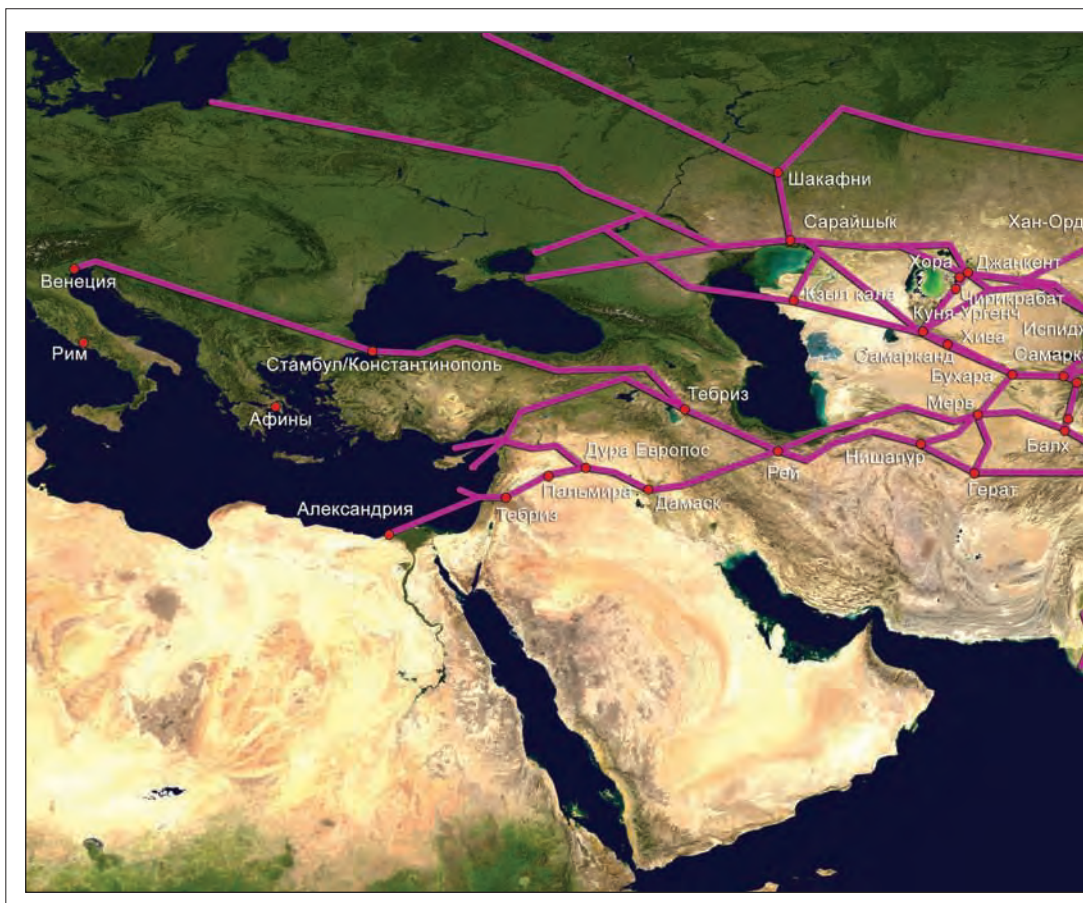 Шакафни
Сарайшык
Хан-Орд
Венеция
Хора
Джанкент
Кзыл кала
Чирикрабат
Куня-Ургенч
Испидж
Рим
Хива
Стамбул/Константинополь
Самарканд
Самарка
Бухара
Тебриз
Мерв
Афины
Дура Европос
Балх
Рей
Нишапур
Пальмира
Герат
Александрия
Тебриз
Дамаск